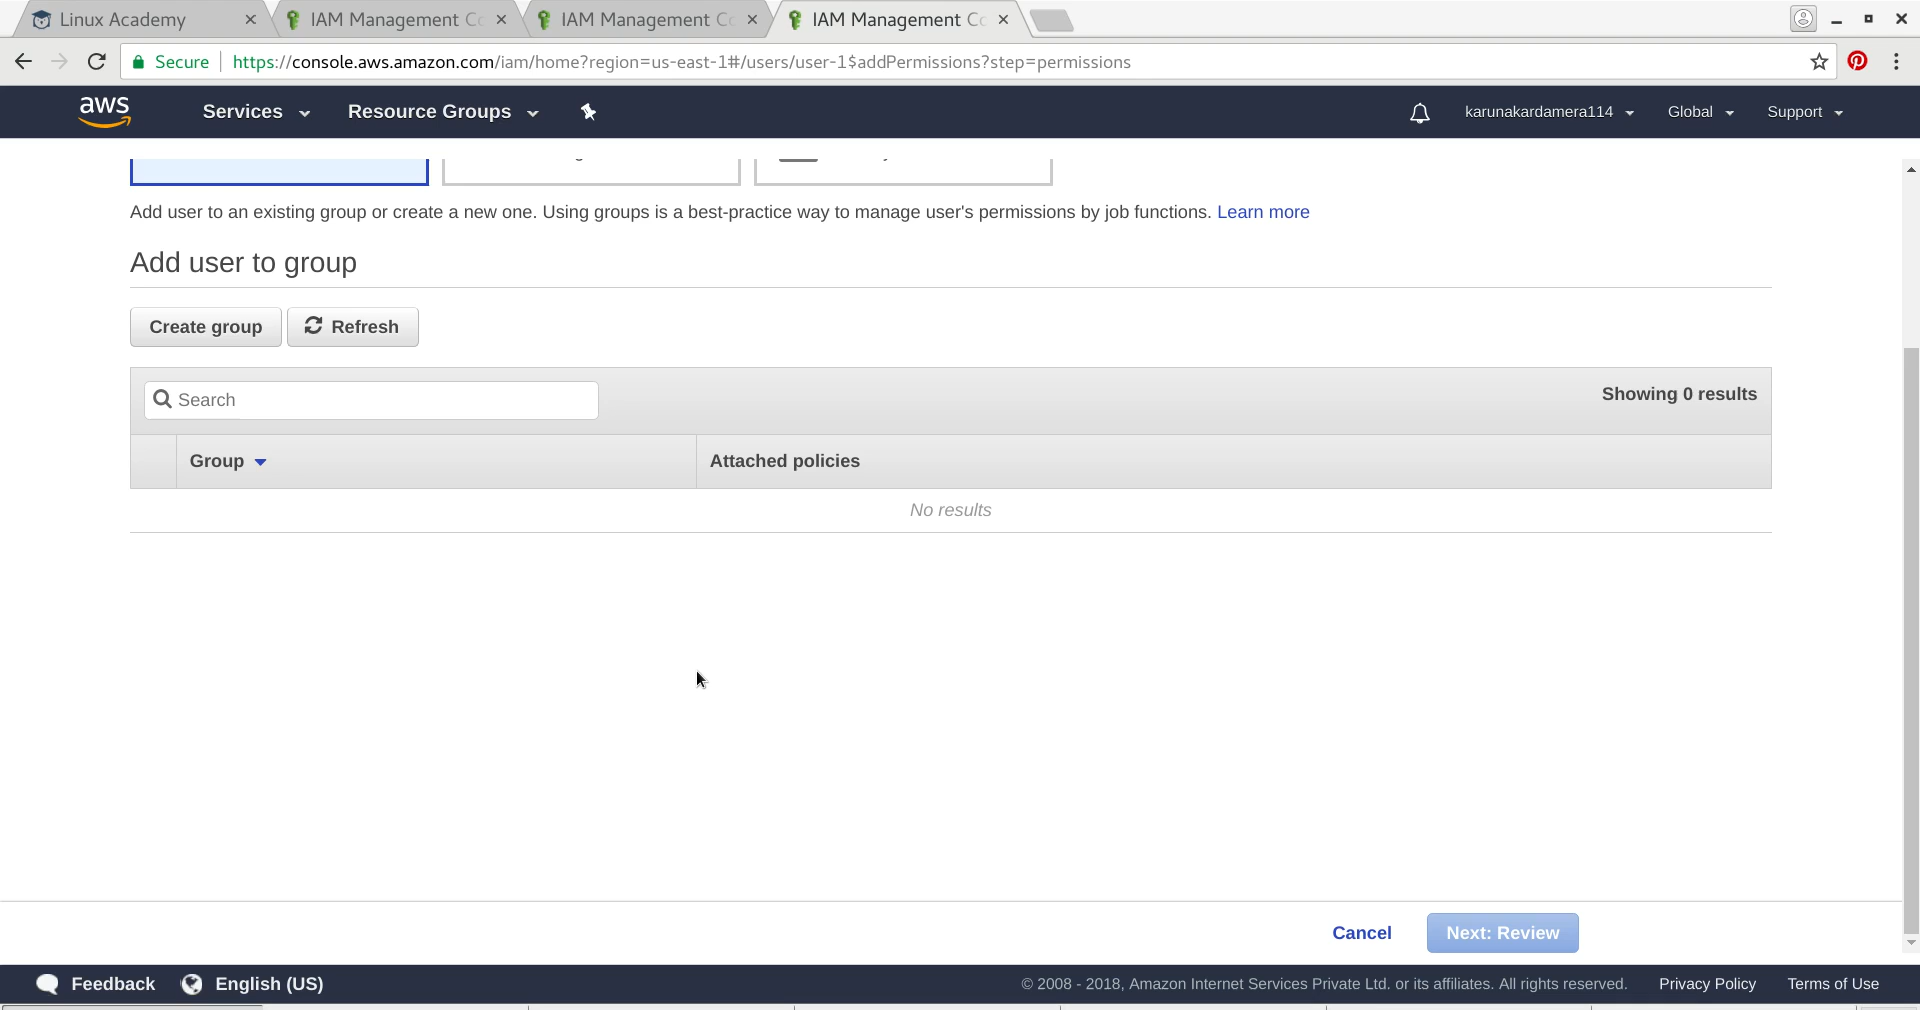 Linux Academy
IAM Management Co
IAM Management Co
IAM Management Co
Secure
https://console.aws.amazon.com/iam/home?region=us-east-1#/users/user-1$addPermissions?step=permissions
aws
Services
Resource Groups
karunakardamera114
Global
Support
Add user to an existing group or create a new one. Using groups is a best-practice way to manage user's permissions by job functions. Learn more
Add user to group
Create group
Refresh
Search
Showing 0 results
Group
Attached policies
No results
Cancel
Next: Review
Feedback
English (US)
© 2008 - 2018, Amazon Internet Services Private Ltd. or its affiliates. All rights reserved.
Privacy Policy
Terms of Use